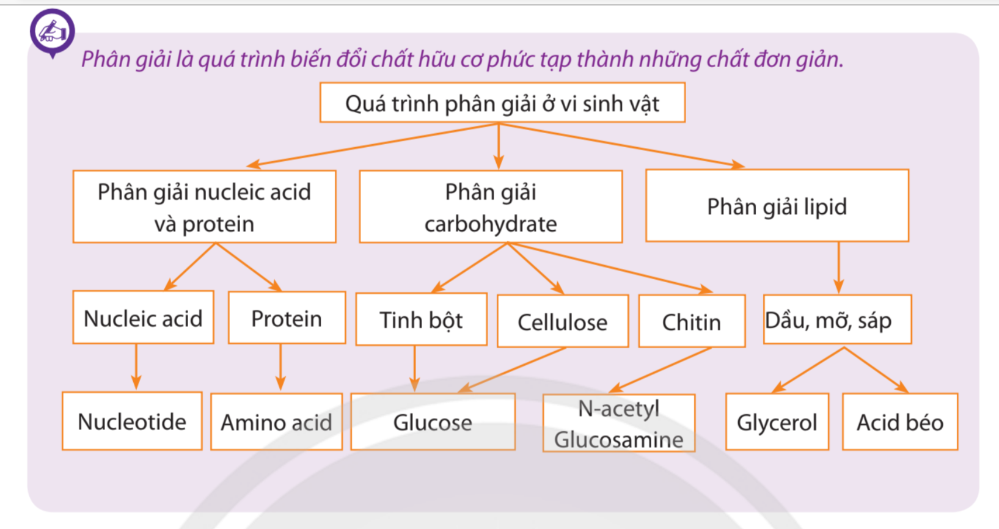 Phân giải là quá trình biến đổi chất hữu cơ phức tạp thành những chất đơn giản.
Quá trình phân giải ở vi sinh vật
Phân giải nucleic acid
và protein
Phân giải
carbohydrate
Phân giải lipid
Nucleic acid
Protein
Tinh bột
Cellulose
Chitin
Dầu, mỡ, sáp
Nucleotide
Amino acid
Glucose
N-acetyl
Glucosamine
Glycerol
Acid béo